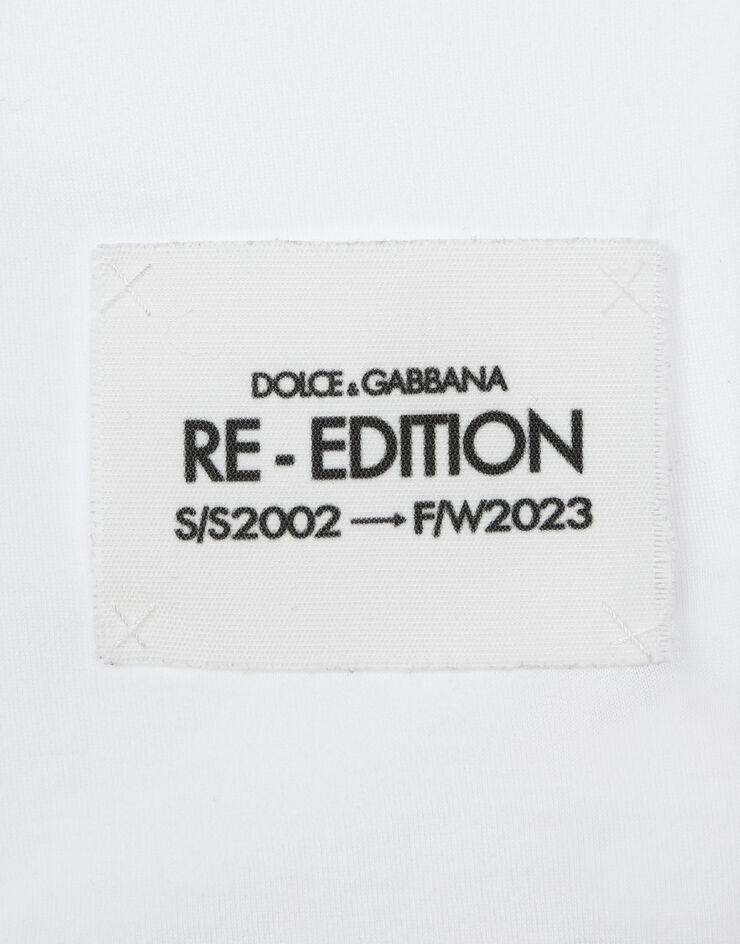 DOLCE & GABBANA
RE - EDITION
S/S2002 → F/W2023